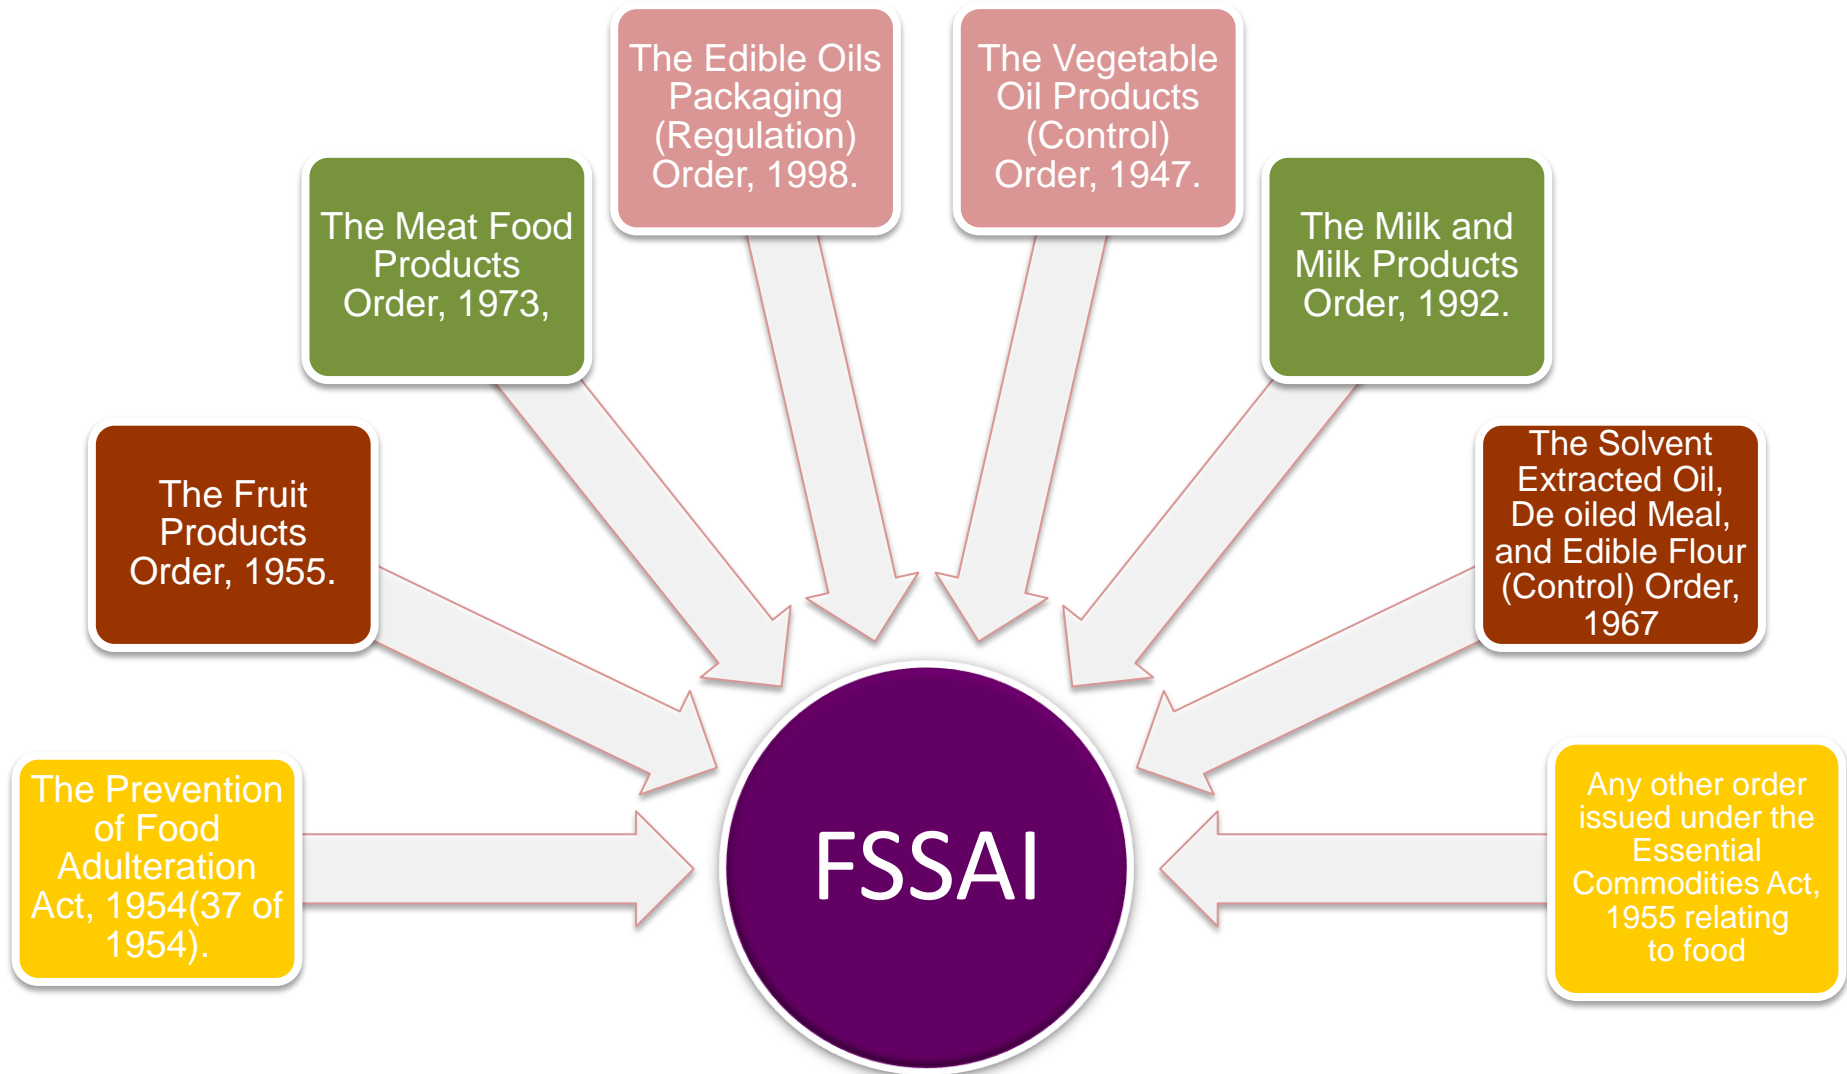 The Edible Oils
Packaging
(Regulation)
Order, 1998.
The Vegetable
Oil Products
(Control)
Order, 1947.
The Meat Food
Products
Order, 1973,
The Milk and
Milk Products
Order, 1992.
The Fruit
Products
Order, 1955.
The Solvent
Extracted Oil,
De oiled Meal,
and Edible Flour
(Control) Order,
1967
The Prevention
of Food
Adulteration
Act, 1954(37 of
1954).
FSSAI
Any other order
issued under the
Essential
Commodities Act,
1955 relating
to food